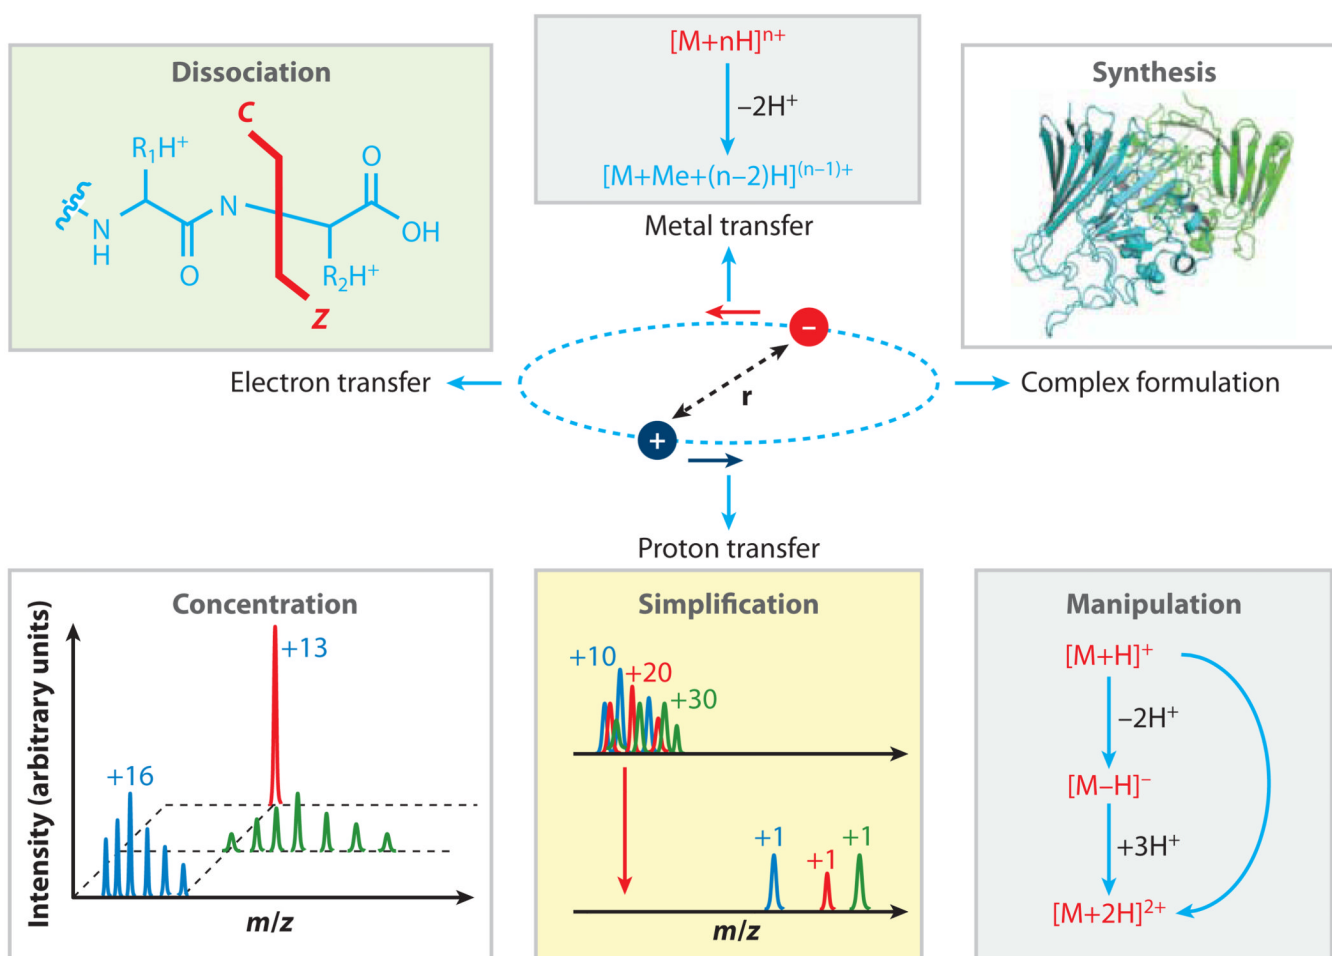 Dissociation
C
R₁H⁺
O
N
N
H
O
OH
R₂H⁺
Z
[M+nH]ⁿ⁺
–2H⁺
[M+Me+(n–2)H]⁽ⁿ⁻¹⁾⁺
Metal transfer
Synthesis
Electron transfer
–
r
+
Complex formulation
Proton transfer
Concentration
Intensity (arbitrary units)
+13
+16
m/z
Simplification
+10
+20
+30
+1
+1
+1
m/z
Manipulation
[M+H]⁺
–2H⁺
[M–H]⁻
+3H⁺
[M+2H]²⁺